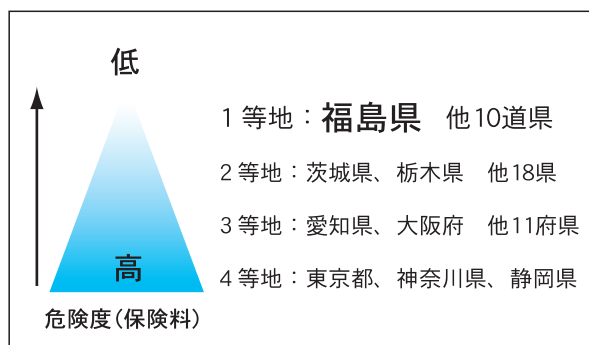 低
1等地：福島県 他10道県
2等地：茨城県、栃木県 他18県
3等地：愛知県、大阪府 他11府県
高
4等地：東京都、神奈川県、静岡県
危険度（保険料）